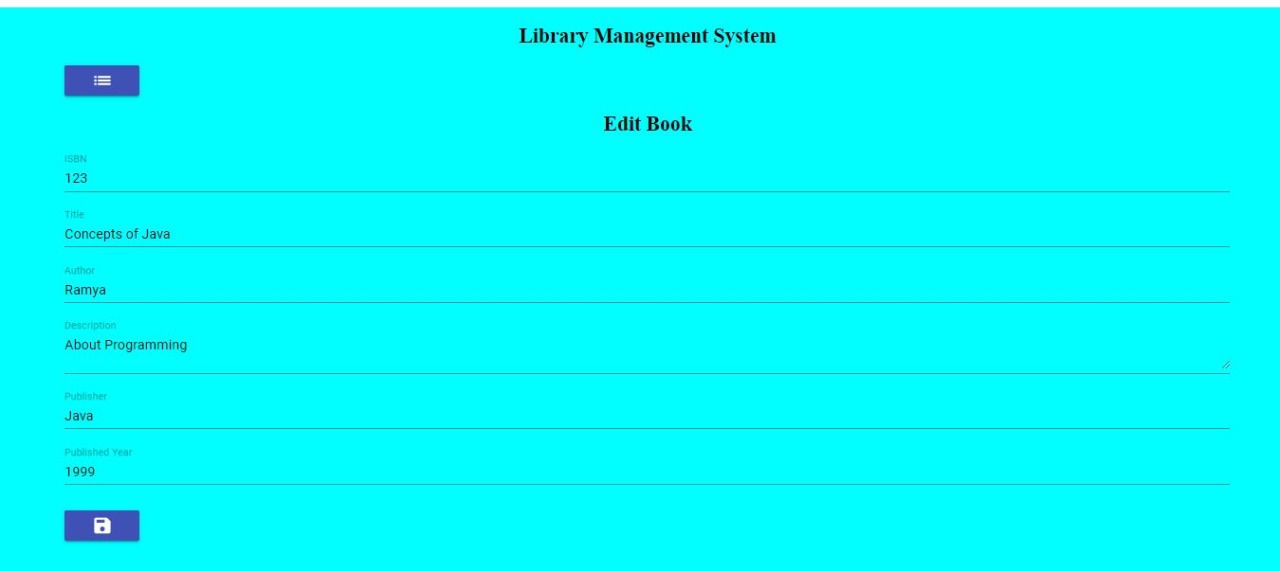 Library Management System
Edit Book
ISBN
123
Title
Concepts of Java
Author
Ramya
Description
About Programming
Publisher
Java
Published Year
1999